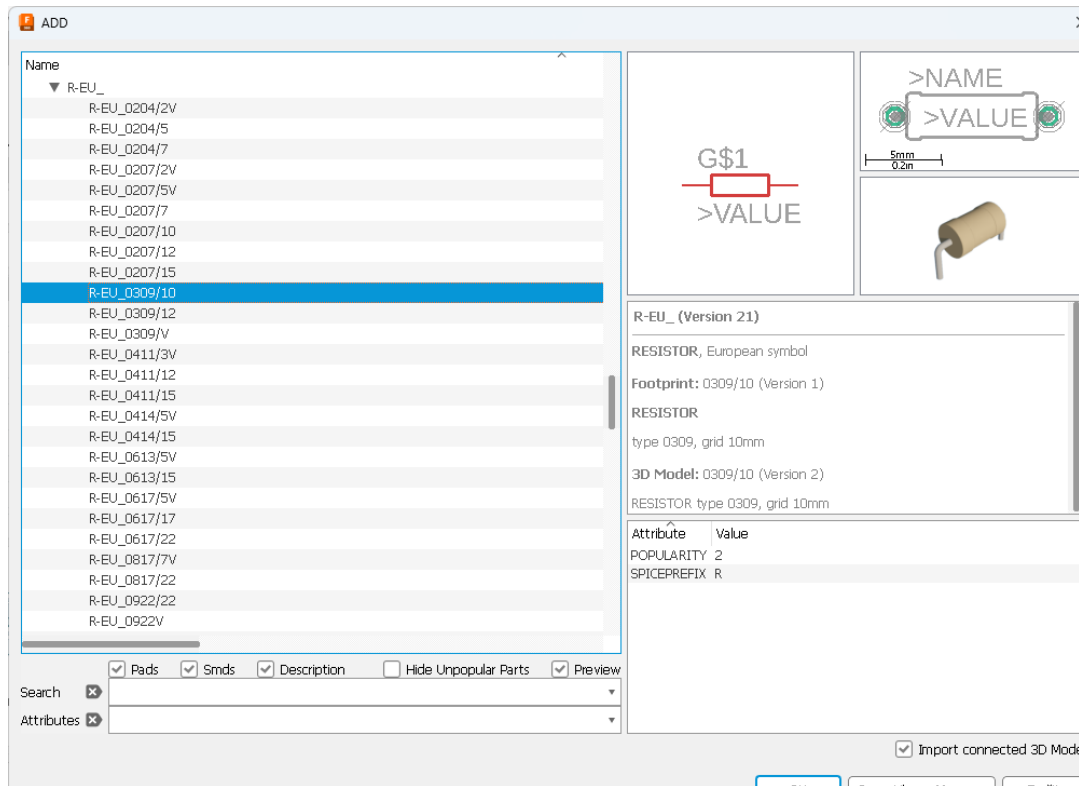 ADD
Name
R-EU_
R-EU_0204/2V
R-EU_0204/5
R-EU_0204/7
R-EU_0207/2V
R-EU_0207/5V
R-EU_0207/7
R-EU_0207/10
R-EU_0207/12
R-EU_0207/15
R-EU_0309/10
R-EU_0309/12
R-EU_0309/V
R-EU_0411/3V
R-EU_0411/12
R-EU_0411/15
R-EU_0414/5V
R-EU_0414/15
R-EU_0613/5V
R-EU_0613/15
R-EU_0617/5V
R-EU_0617/17
R-EU_0617/22
R-EU_0817/7V
R-EU_0817/22
R-EU_0922/22
R-EU_0922V
Pads Smds Description Hide Unpopular Parts Preview
Search
Attributes
G$1
>VALUE
>NAME
>VALUE
5mm
0.2in
R-EU_ (Version 21)
RESISTOR, European symbol
Footprint: 0309/10 (Version 1)
RESISTOR
type 0309, grid 10mm
3D Model: 0309/10 (Version 2)
RESISTOR type 0309, grid 10mm
Attribute Value
POPULARITY 2
SPICEPREFIX R
Import connected 3D Mode